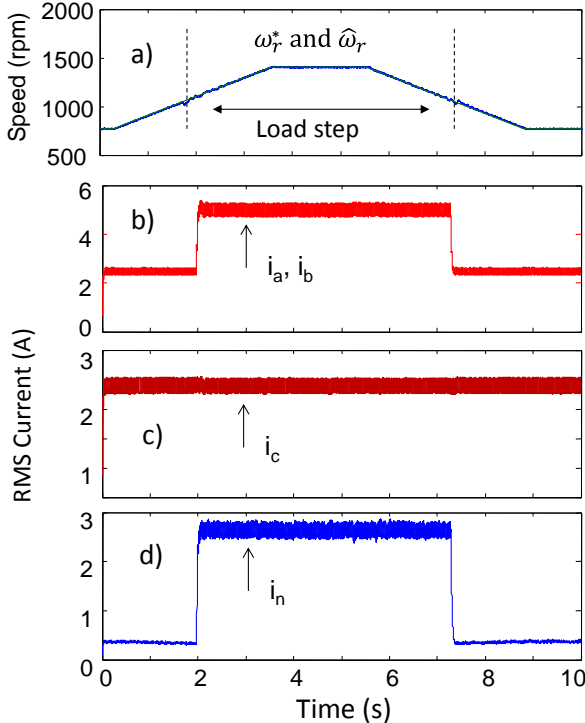 Speed (rpm)
2000
1500
1000
500
a)
ω*r and ω̂r
Load step
RMS Current (A)
6
4
2
0
b)
ia, ib
3
2
1
c)
ic
3
2
1
0
d)
in
0 2 4 6 8 10
Time (s)